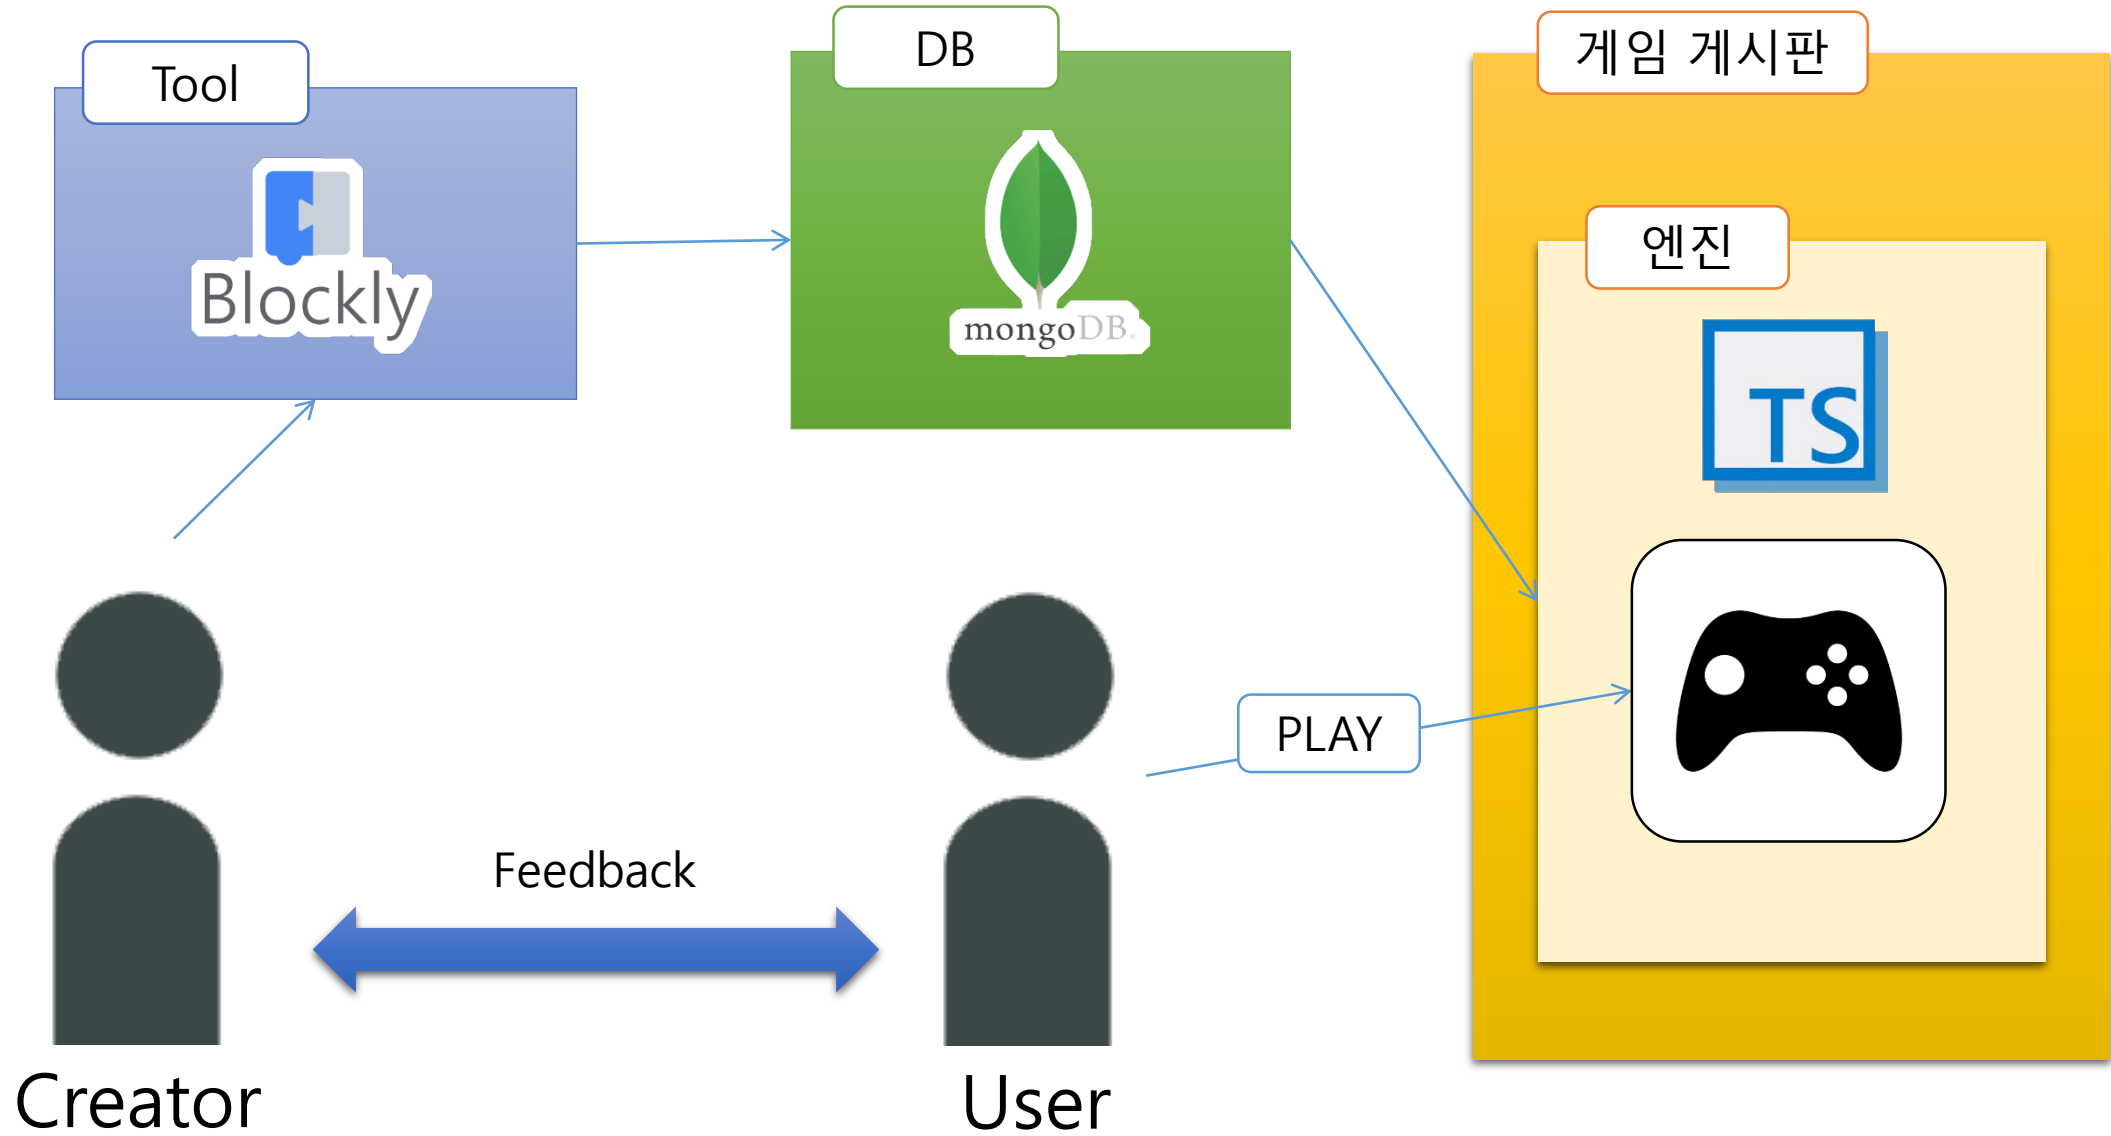 Tool
DB
게임 게시판
엔진
Blockly
mongoDB.
TS
PLAY
Feedback
Creator
User